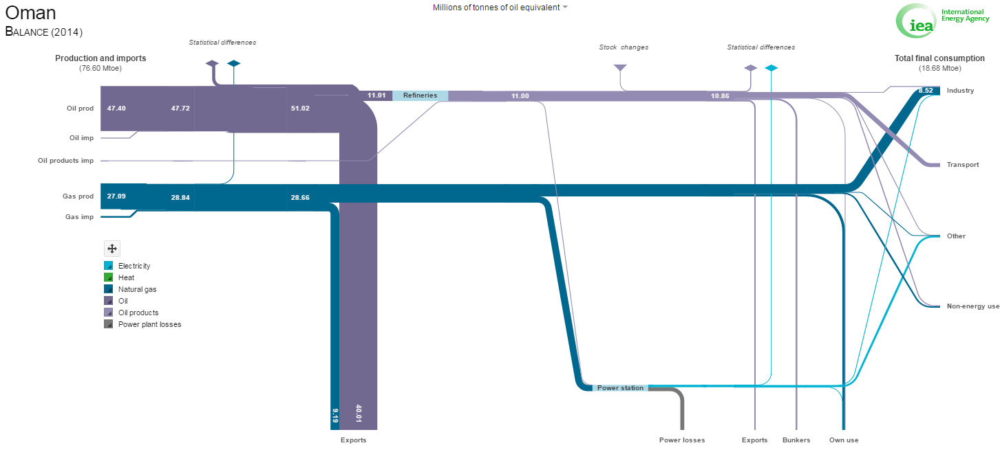 Oman
BALANCE (2014)
Millions of tonnes of oil equivalent
iea
International
Energy Agency
Statistical differences
Stock changes
Statistical differences
Production and imports
(76.60 Mtoe)
Total final consumption
(18.68 Mtoe)
Oil prod
47.40
47.72
51.02
11.01
Refineries
11.00
10.86
8.52
Industry
Oil imp
Oil products imp
Transport
Gas prod
27.09
28.84
28.66
Gas imp
Other
Electricity
Heat
Natural gas
Oil
Oil products
Power plant losses
Non-energy use
Power station
9.19
40.01
Exports
Power losses
Exports
Bunkers
Own use